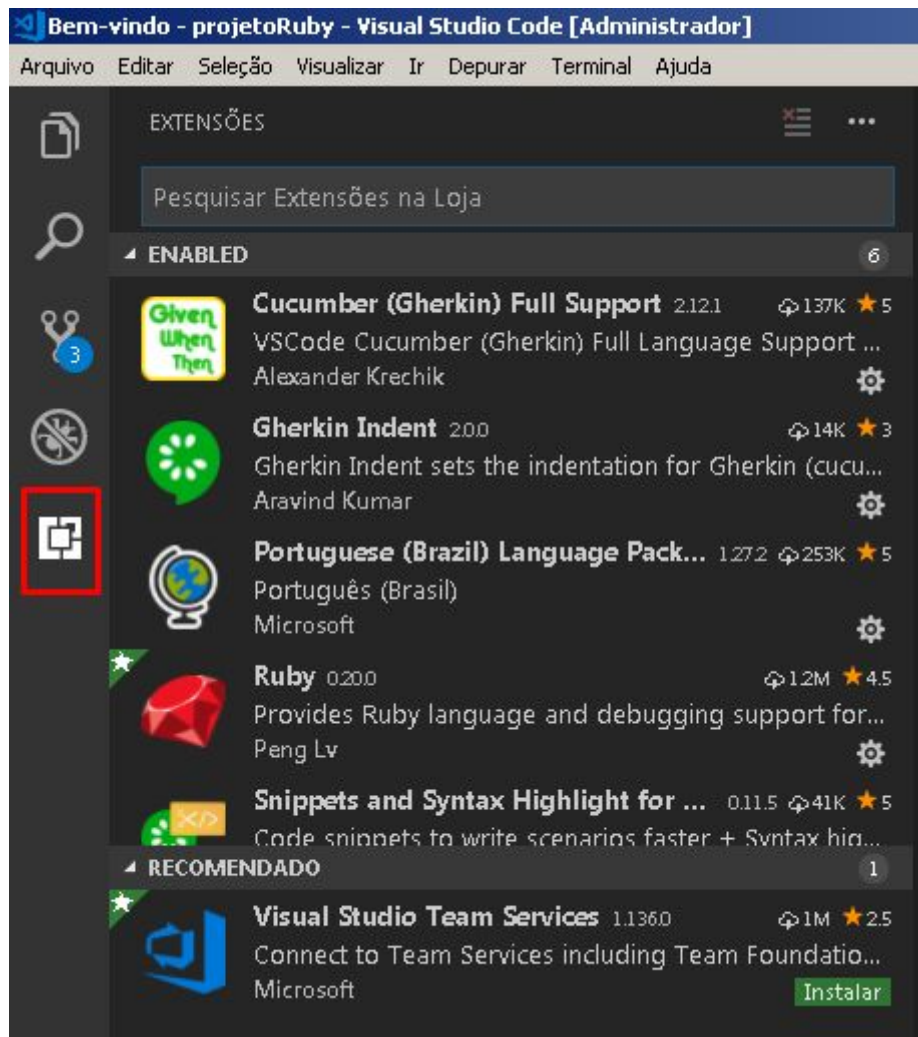 Bem-vindo - projetoRuby - Visual Studio Code [Administrador]
Arquivo Editar Seleção Visualizar Ir Depurar Terminal Ajuda
EXTENSÕES
Pesquisar Extensões na Loja
ENABLED 6
Given When Then
Cucumber (Gherkin) Full Support 2.12.1 137K 5
VSCode Cucumber (Gherkin) Full Language Support ...
Alexander Krechik
3
Gherkin Indent 2.0.0 14K 3
Gherkin Indent sets the indentation for Gherkin (cucu...
Aravind Kumar
Portuguese (Brazil) Language Pack... 1.27.2 253K 5
Português (Brasil)
Microsoft
Ruby 0.20.0 1.2M 4.5
Provides Ruby language and debugging support for...
Peng Lv
Snippets and Syntax Highlight for ... 0.11.5 41K 5
</>
Code snippets to write scenarios faster + Syntax hig...
RECOMENDADO 1
Visual Studio Team Services 1.136.0 1M 2.5
Connect to Team Services including Team Foundatio...
Microsoft Instalar